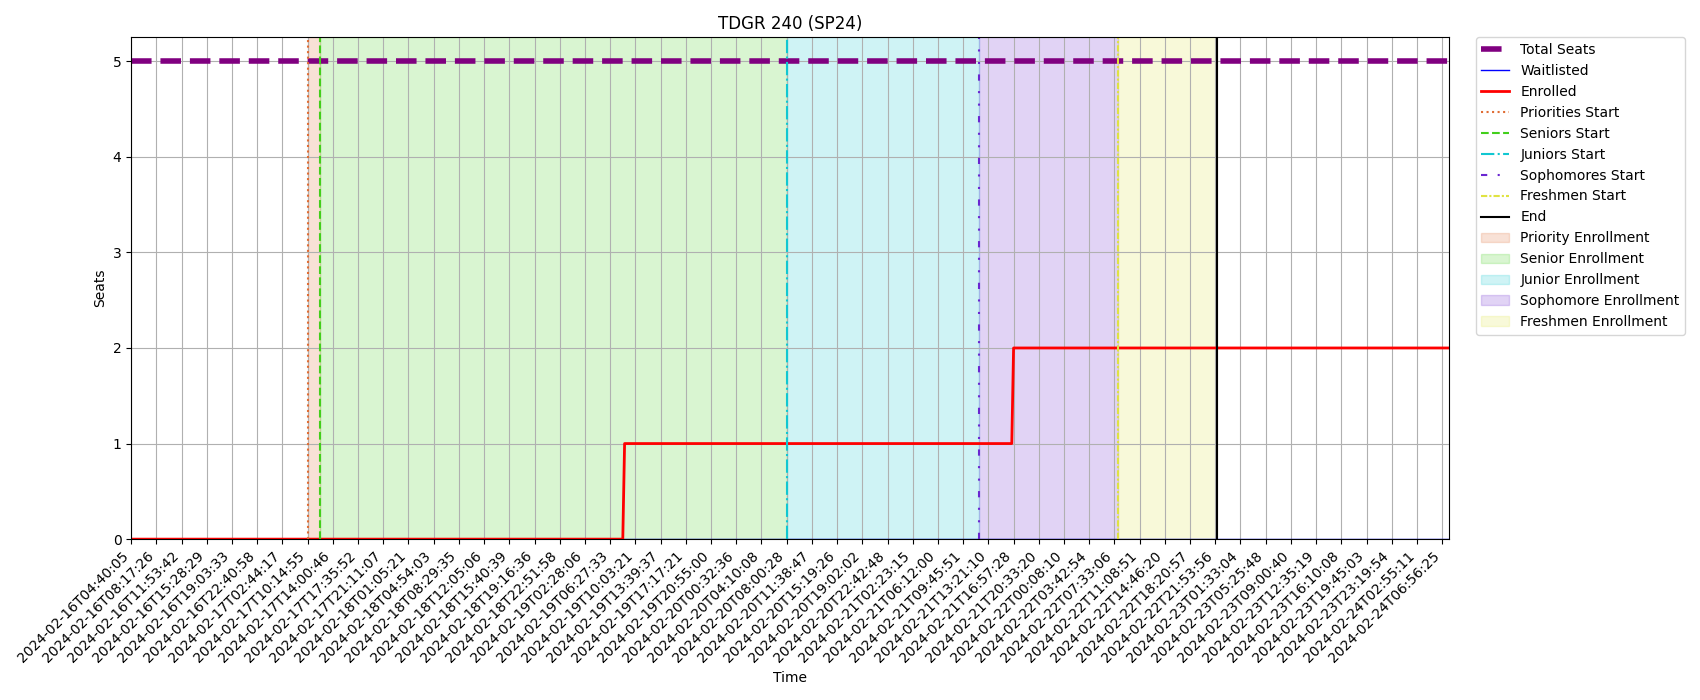 TDGR 240 (SP24)
5
4
3
2
1
0
Seats
2024-02-16T04:40:05
2024-02-16T08:17:26
2024-02-16T11:53:42
2024-02-16T15:28:29
2024-02-16T19:03:33
2024-02-16T22:40:58
2024-02-17T02:44:17
2024-02-17T10:14:55
2024-02-17T14:00:46
2024-02-17T17:35:52
2024-02-17T21:11:07
2024-02-18T01:05:21
2024-02-18T04:54:03
2024-02-18T08:29:35
2024-02-18T12:05:06
2024-02-18T15:40:39
2024-02-18T19:16:36
2024-02-18T22:51:58
2024-02-19T02:28:06
2024-02-19T06:27:33
2024-02-19T10:03:21
2024-02-19T13:39:37
2024-02-19T17:17:21
2024-02-19T20:55:00
2024-02-20T00:32:36
2024-02-20T04:10:08
2024-02-20T08:00:28
2024-02-20T11:38:47
2024-02-20T15:19:26
2024-02-20T19:02:02
2024-02-20T22:42:48
2024-02-21T02:23:15
2024-02-21T06:12:00
2024-02-21T09:45:51
2024-02-21T13:21:10
2024-02-21T16:57:28
2024-02-21T20:33:20
2024-02-22T00:08:10
2024-02-22T03:42:54
2024-02-22T07:33:06
2024-02-22T11:08:51
2024-02-22T14:46:20
2024-02-22T18:20:57
2024-02-22T21:53:56
2024-02-23T01:33:04
2024-02-23T05:25:48
2024-02-23T09:00:40
2024-02-23T12:35:19
2024-02-23T16:10:08
2024-02-23T19:45:03
2024-02-23T23:19:54
2024-02-24T02:55:11
2024-02-24T06:56:25
Time
Total Seats
Waitlisted
Enrolled
Priorities Start
Seniors Start
Juniors Start
Sophomores Start
Freshmen Start
End
Priority Enrollment
Senior Enrollment
Junior Enrollment
Sophomore Enrollment
Freshmen Enrollment